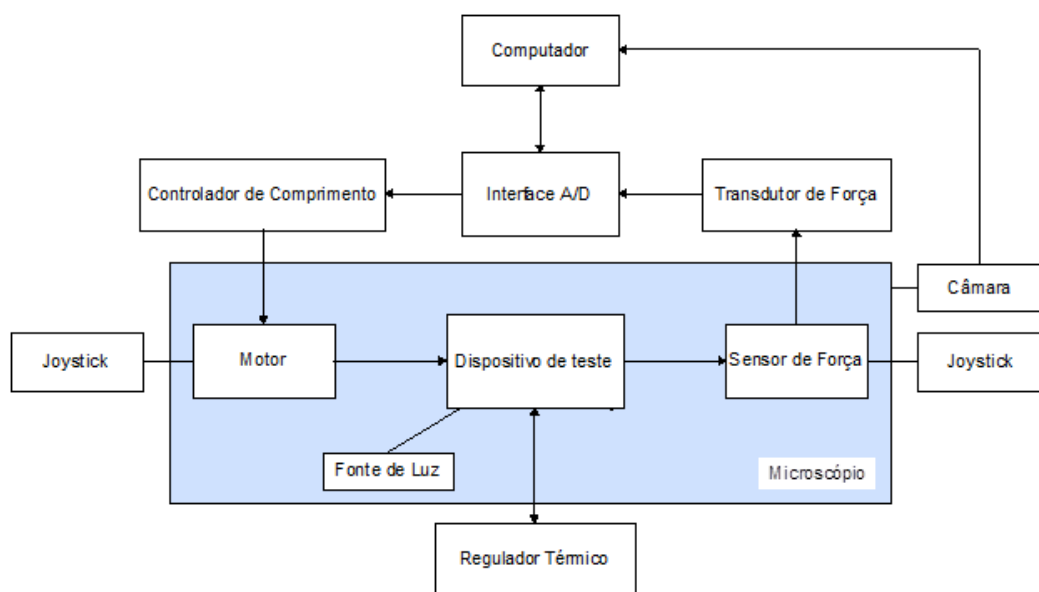 Computador
Controlador de Comprimento
Interface A/D
Transdutor de Força
Câmara
Joystick
Motor
Dispositivo de teste
Sensor de Força
Joystick
Fonte de Luz
Microscópio
Regulador Térmico